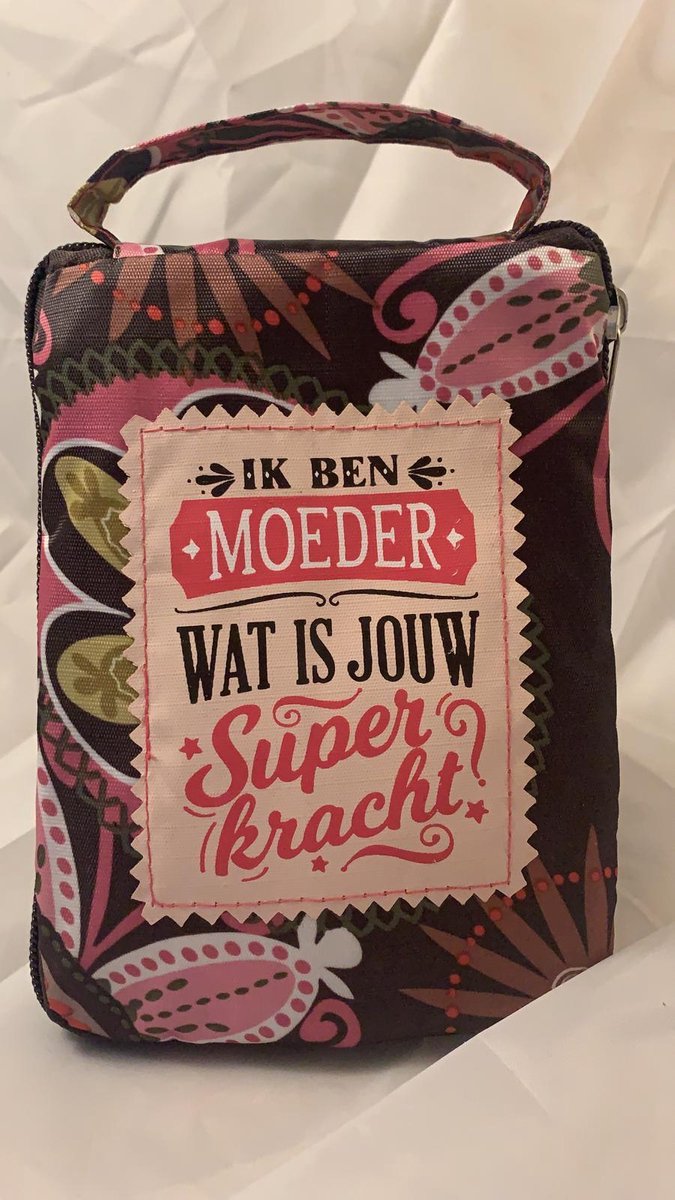 IK BEN
MOEDER
WAT IS JOUW
Super
kracht?